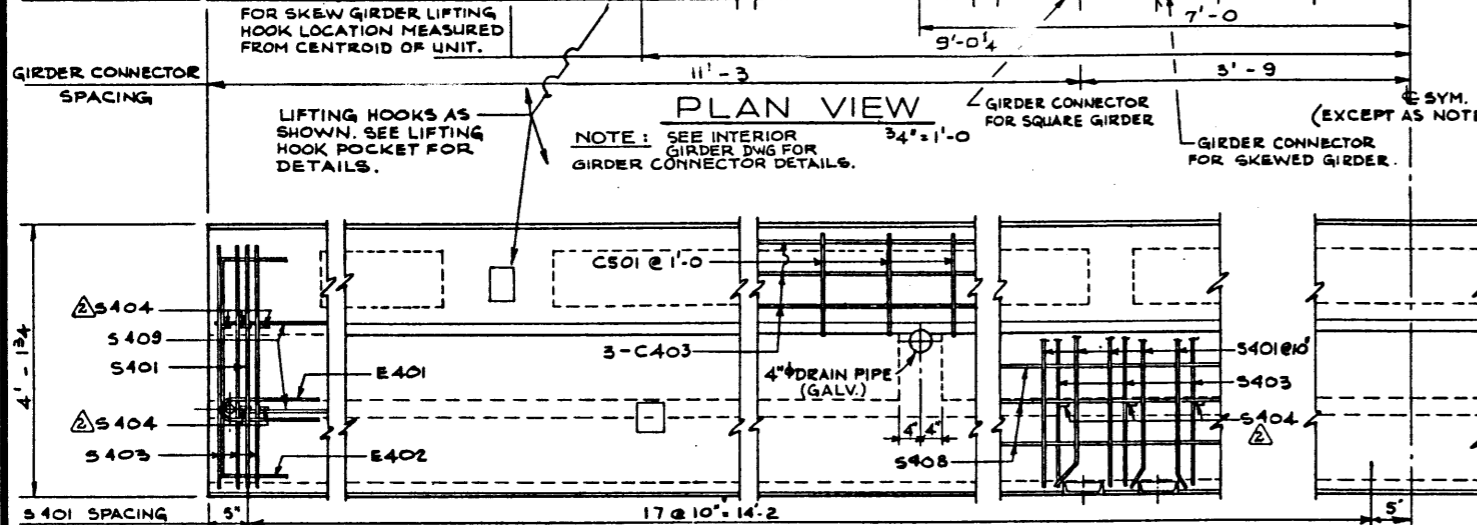 FOR SKEW GIRDER LIFTING
HOOK LOCATION MEASURED
FROM CENTROID OF UNIT.
7'-0
9'-0¼
GIRDER CONNECTOR
SPACING
11'-3
3'-9
LIFTING HOOKS AS
SHOWN. SEE LIFTING
HOOK POCKET FOR
DETAILS.
PLAN VIEW
¾"=1'-0
NOTE: SEE INTERIOR
GIRDER DWG FOR
GIRDER CONNECTOR DETAILS.
GIRDER CONNECTOR
FOR SQUARE GIRDER
GIRDER CONNECTOR
FOR SKEWED GIRDER.
℄ SYM.
(EXCEPT AS NOTE
4'-1¾
2 S404
S409
S401
2 S404
S403
E401
E402
C501 @ 1'-0
3-C403
4"ϕ DRAIN PIPE
(GALV.)
4" 4"
S408
S401@10"
S403
S404
2
S401 SPACING
5"
17 @ 10" = 14'-2
5"